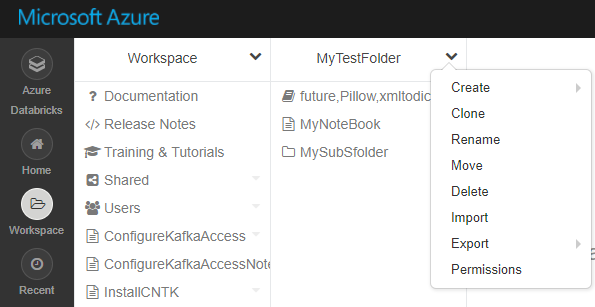 Microsoft Azure
Azure
Databricks
Home
Workspace
Recent
Workspace
? Documentation
</> Release Notes
Training & Tutorials
Shared
Users
ConfigureKafkaAccess
ConfigureKafkaAccessNote
InstallCNTK
MyTestFolder
future,Pillow,xmltodic
MyNoteBook
MySubSfolder
Create
Clone
Rename
Move
Delete
Import
Export
Permissions